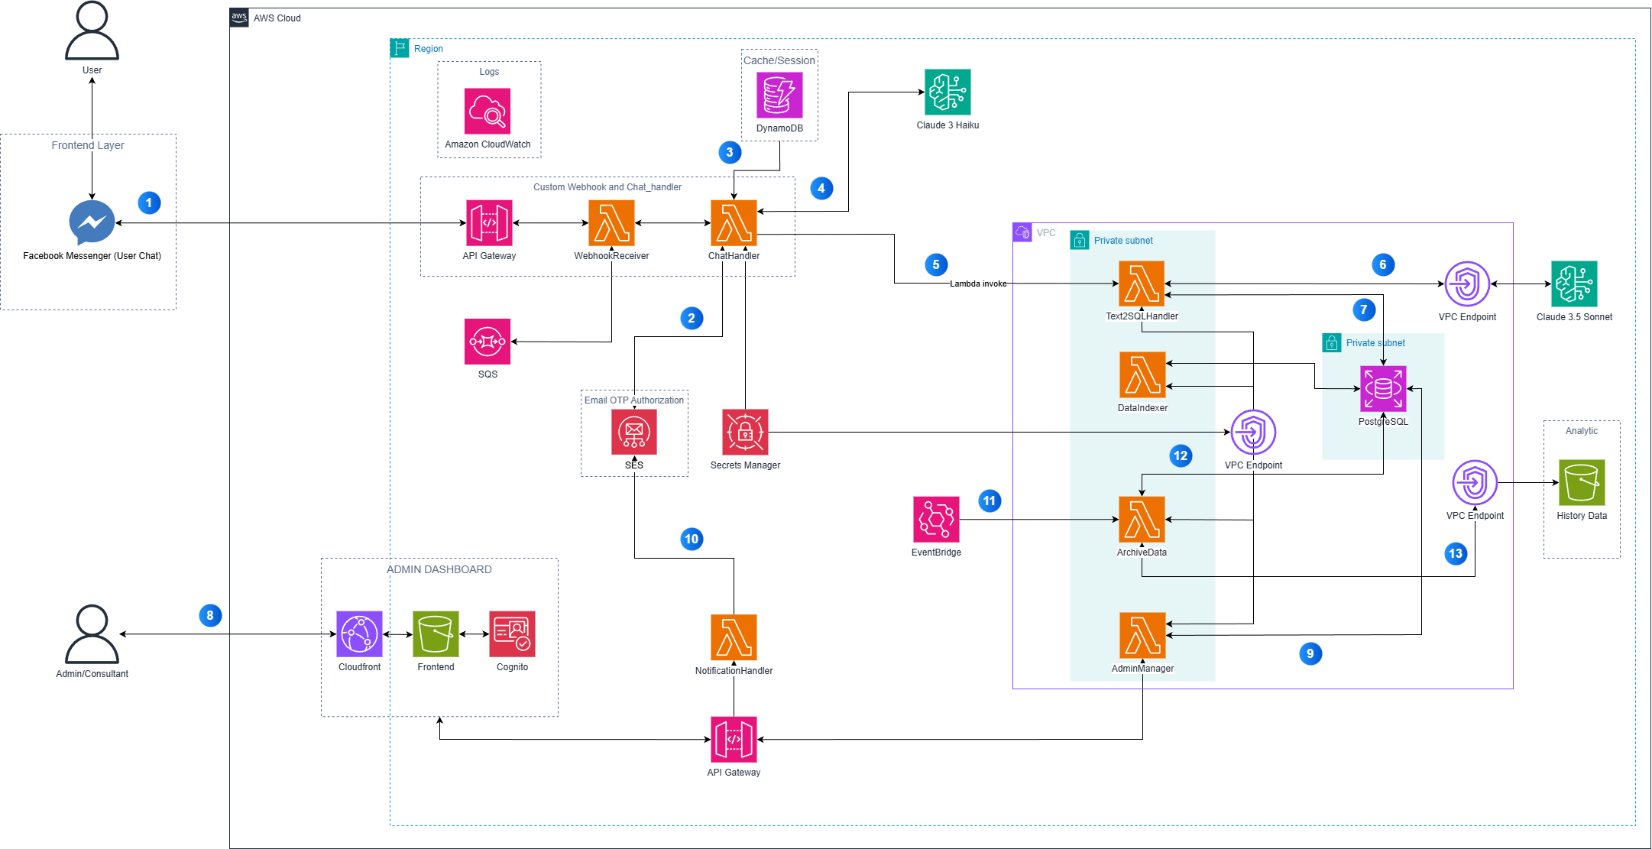 aws
AWS Cloud
Region
User
Logs
Amazon CloudWatch
Cache/Session
DynamoDB
Claude 3 Haiku
Frontend Layer
3
4
1
Custom Webhook and Chat_handler
Facebook Messenger (User Chat)
API Gateway
WebhookReceiver
ChatHandler
VPC
Private subnet
5
6
Lambda invoke
Text2SQLHandler
VPC Endpoint
Claude 3.5 Sonnet
2
7
Private subnet
SQS
DataIndexer
PostgreSQL
Email OTP Authorization
SES
Secrets Manager
VPC Endpoint
12
Analytic
VPC Endpoint
History Data
11
EventBridge
ArchiveData
13
10
ADMIN DASHBOARD
8
Admin/Consultant
Cloudfront
Frontend
Cognito
NotificationHandler
AdminManager
9
API Gateway